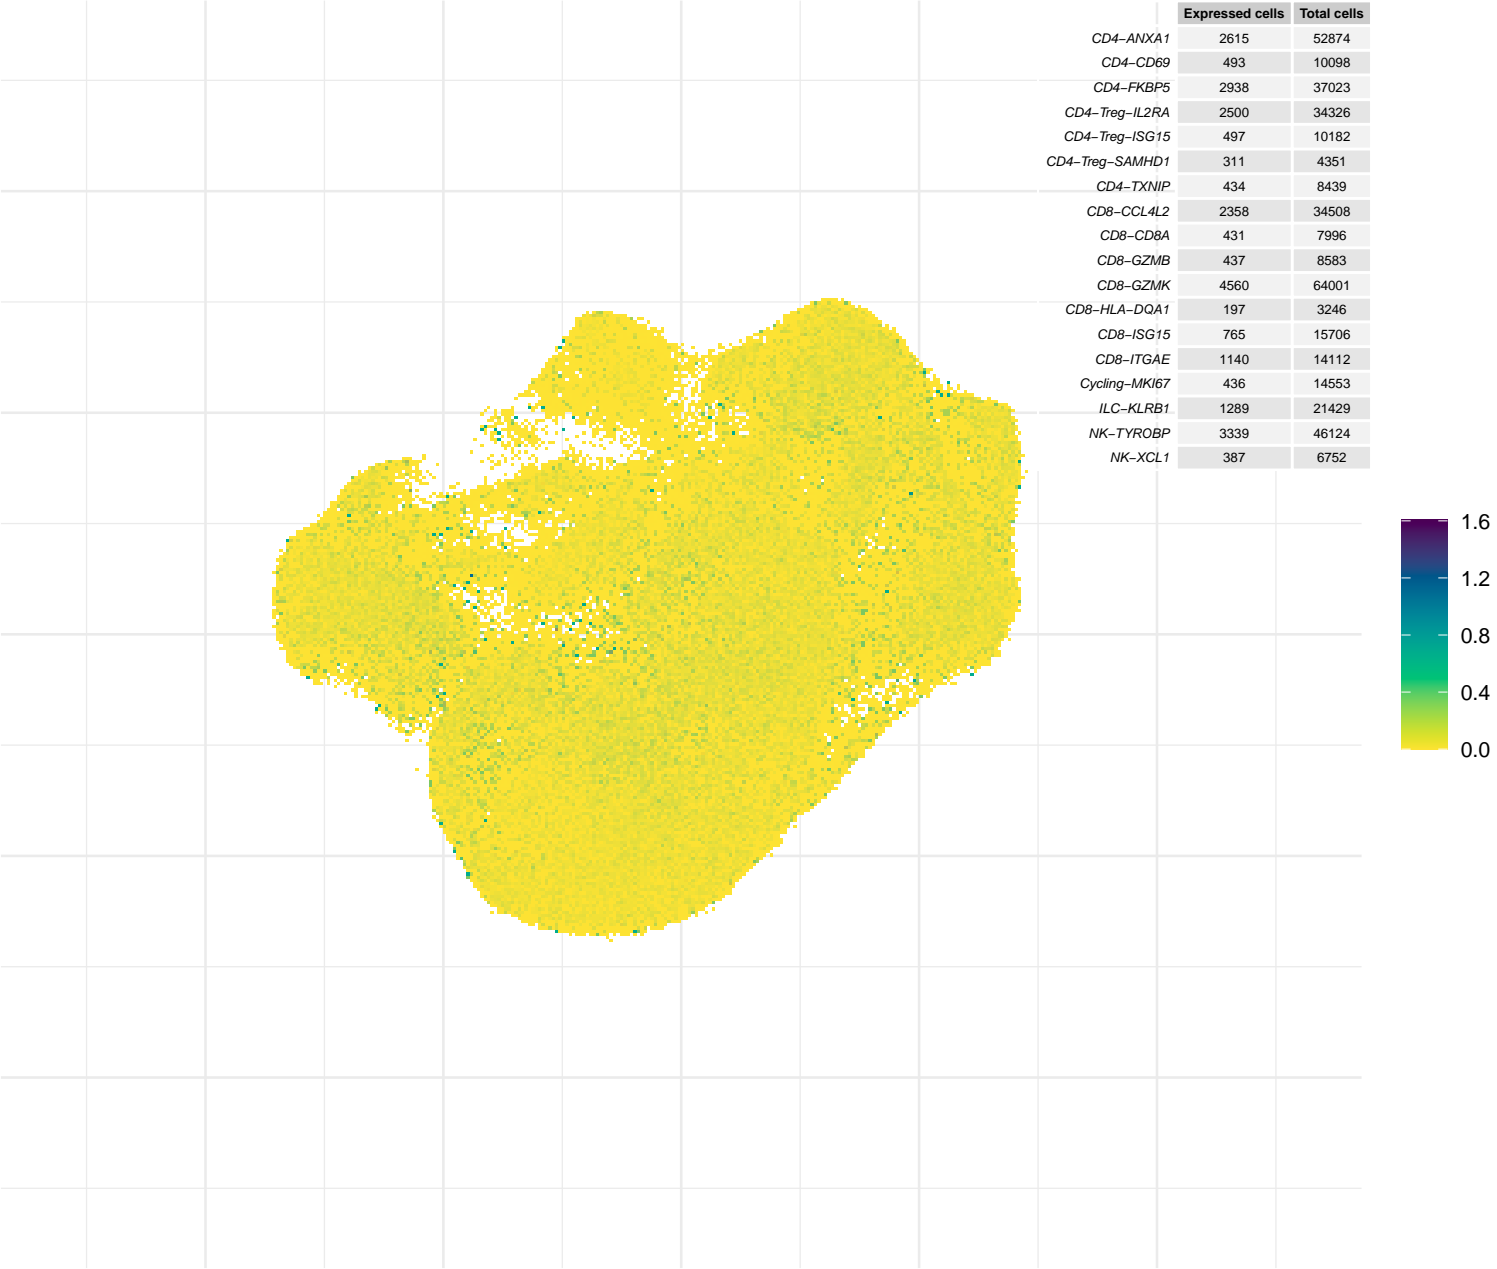 Expressed cells Total cells
CD4−ANXA1 2615 52874
CD4−CD69 493 10098
CD4−FKBP5 2938 37023
CD4−Treg−IL2RA 2500 34326
CD4−Treg−ISG15 497 10182
CD4−Treg−SAMHD1 311 4351
CD4−TXNIP 434 8439
CD8−CCL4L2 2358 34508
CD8−CD8A 431 7996
CD8−GZMB 437 8583
CD8−GZMK 4560 64001
CD8−HLA−DQA1 197 3246
CD8−ISG15 765 15706
CD8−ITGAE 1140 14112
Cycling−MKI67 436 14553
ILC−KLRB1 1289 21429
NK−TYROBP 3339 46124
NK−XCL1 387 6752
1.6
1.2
0.8
0.4
0.0